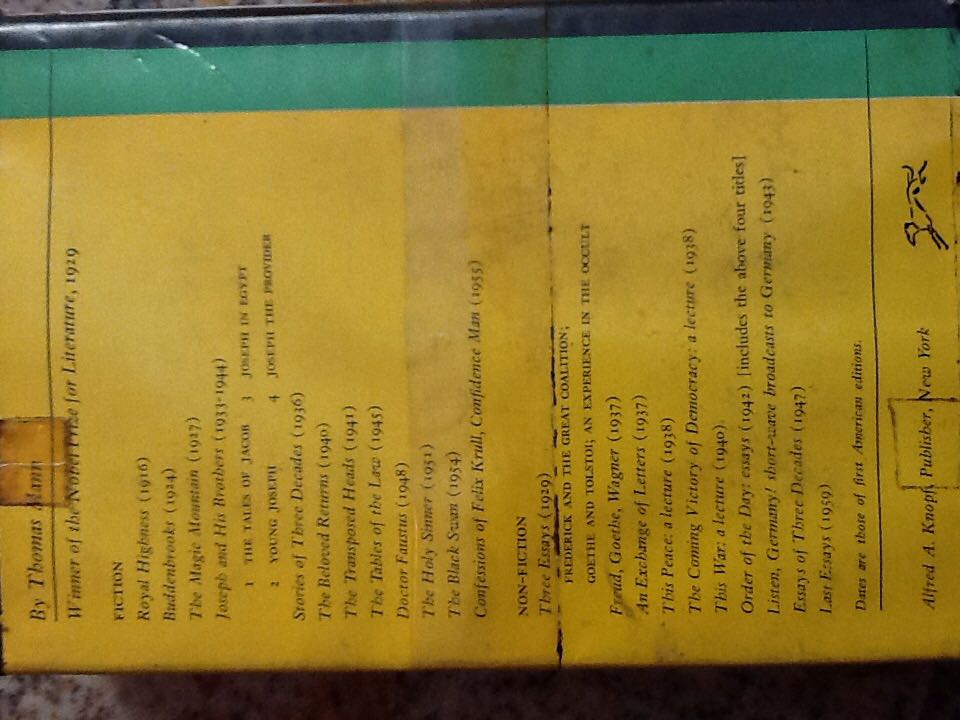 By Thomas Mann
Winner of the Nobel Prize for Literature, 1929
FICTION
Royal Highness (1916)
Buddenbrooks (1924)
The Magic Mountain (1927)
Joseph and His Brothers (1933-1944)
1 THE TALES OF JACOB 3 JOSEPH IN EGYPT
2 YOUNG JOSEPH 4 JOSEPH THE PROVIDER
Stories of Three Decades (1936)
The Beloved Returns (1940)
The Transposed Heads (1941)
The Tables of the Law (1945)
Doctor Faustus (1948)
The Holy Sinner (1951)
The Black Swan (1954)
Confessions of Felix Krull, Confidence Man (1955)
NON-FICTION
Three Essays (1929)
FREDERICK AND THE GREAT COALITION;
GOETHE AND TOLSTOI; AN EXPERIENCE IN THE OCCULT
Freud, Goethe, Wagner (1937)
An Exchange of Letters (1937)
This Peace: a lecture (1938)
The Coming Victory of Democracy: a lecture (1938)
This War: a lecture (1940).
Order of the Day: essays (1942) [includes the above four titles]
Listen, Germany! short-wave broadcasts to Germany (1943)
Essays of Three Decades (1947)
Last Essays (1959)
Dates are those of first American editions.
Alfred A. Knopf, Publisher, New York